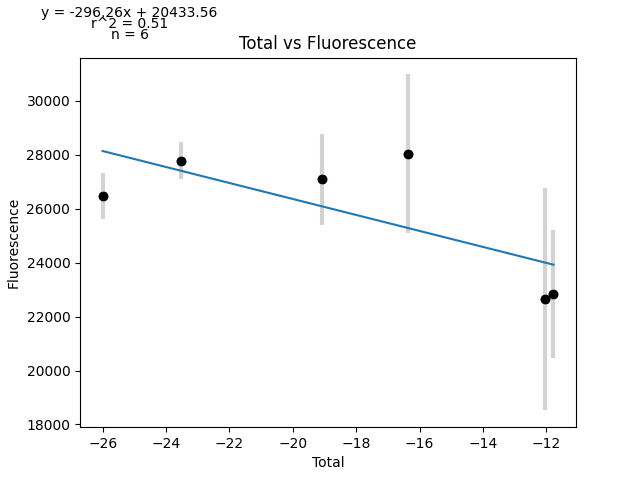 y = -296.26x + 20433.56
r^2 = 0.51
n = 6
Total vs Fluorescence
Fluorescence
30000
28000
26000
24000
22000
20000
18000
−26
−24
−22
−20
−18
−16
−14
−12
Total